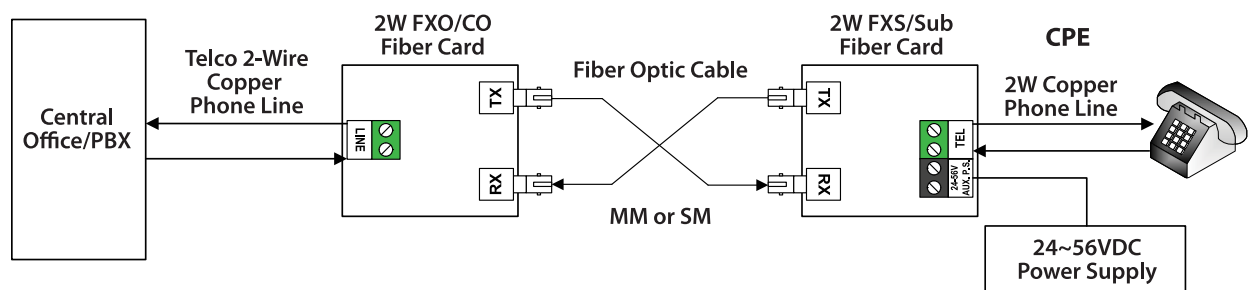 Central
Office/PBX
Telco 2-Wire
Copper
Phone Line
2W FXO/CO
Fiber Card
LINE
TX
RX
Fiber Optic Cable
MM or SM
2W FXS/Sub
Fiber Card
TX
RX
TEL
24-56V
AUX. P.S.
CPE
2W Copper
Phone Line
24~56VDC
Power Supply